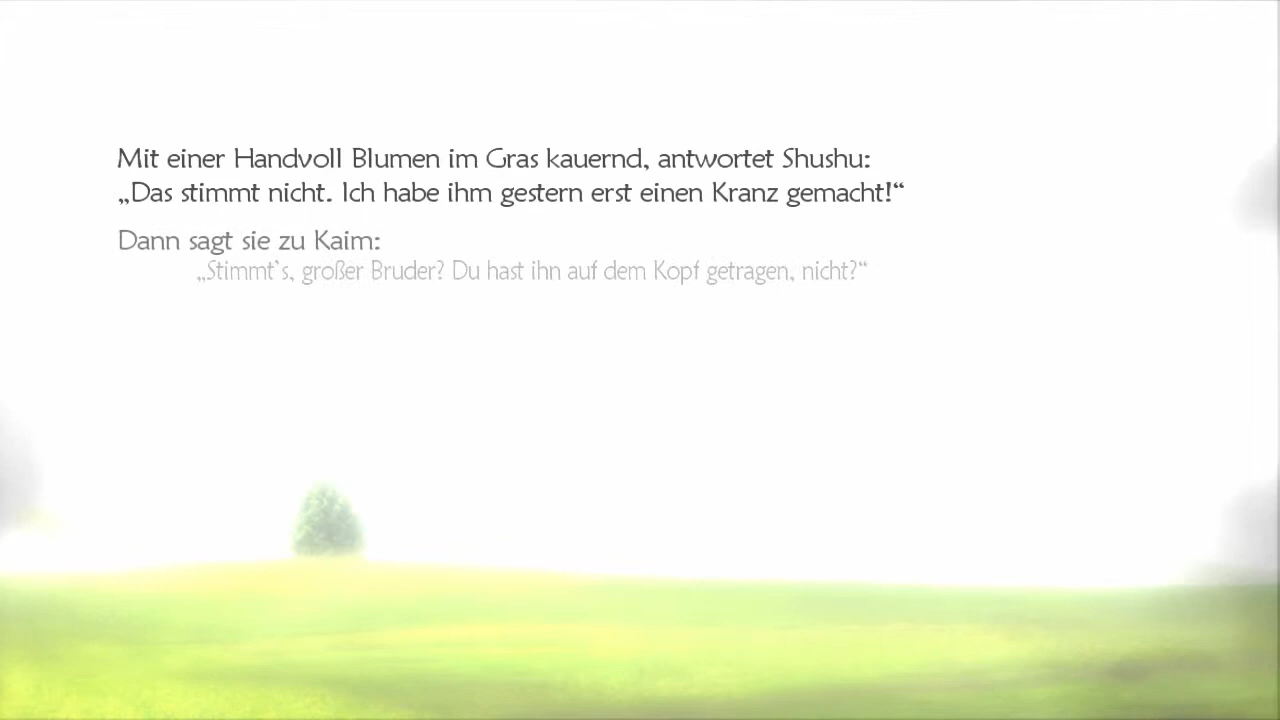 Mit einer Handvoll Blumen im Gras kauernd, antwortet Shushu:
„Das stimmt nicht. Ich habe ihm gestern erst einen Kranz gemacht!“
Dann sagt sie zu Kaim:
„Stimmt's, großer Bruder? Du hast ihn auf dem Kopf getragen, nicht?“